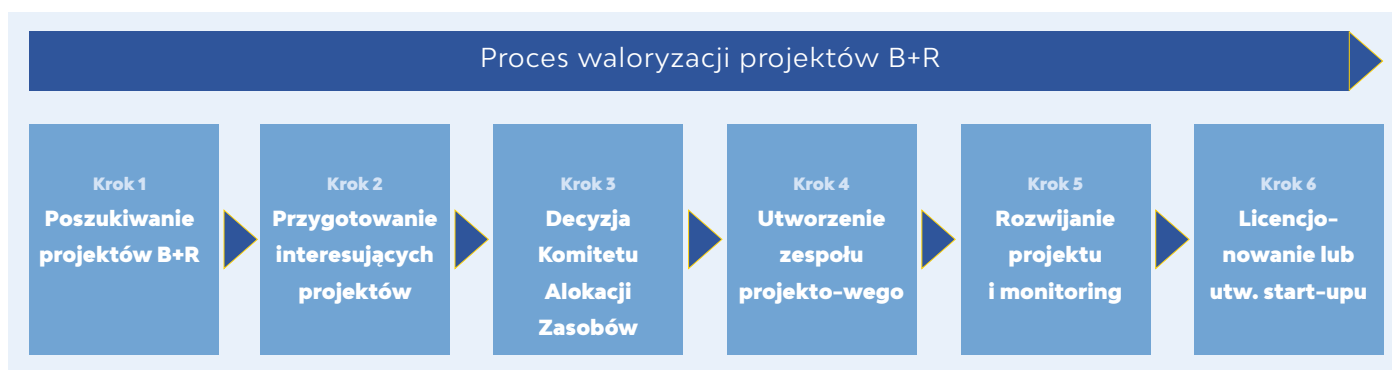 Proces waloryzacji projektów B+R
Krok 1
Poszukiwanie
projektów B+R
Krok 2
Przygotowanie
interesujących
projektów
Krok 3
Decyzja
Komitetu
Alokacji
Zasobów
Krok 4
Utworzenie
zespołu
projekto-wego
Krok 5
Rozwijanie
projektu
i monitoring
Krok 6
Licencjo-
nowanie lub
utw. start-upu